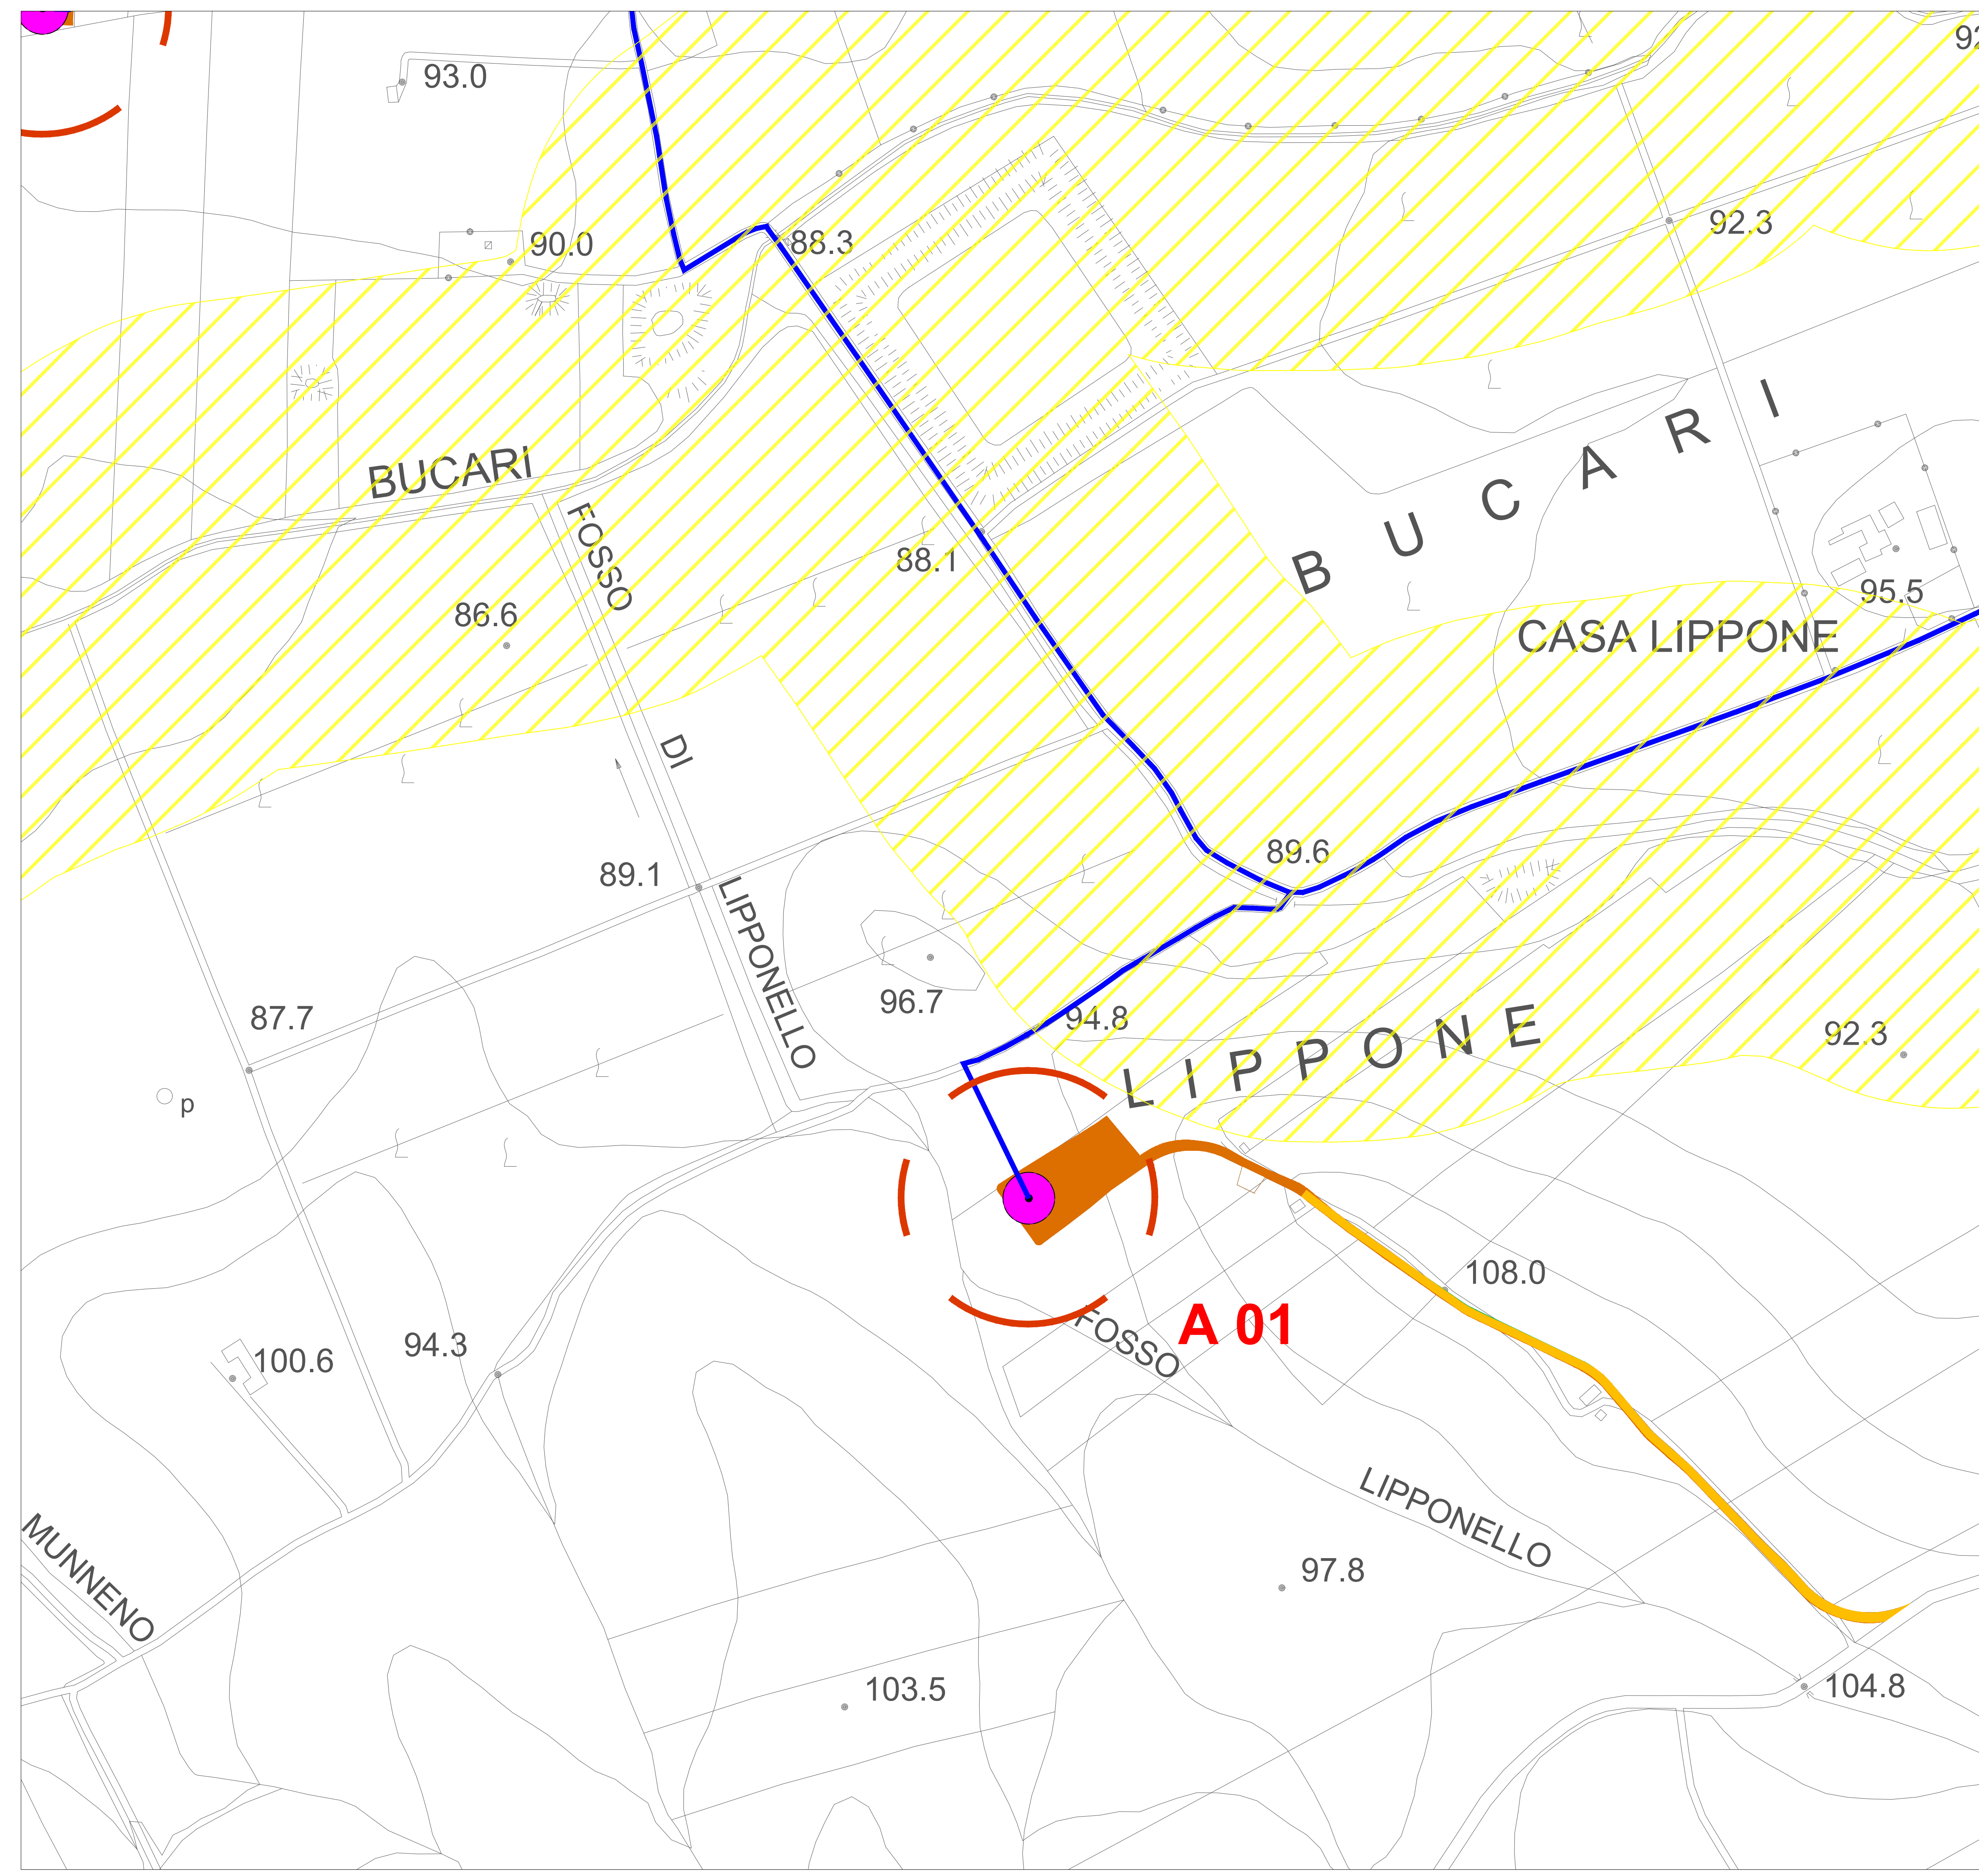 93.0
90.0
88.3
92.3
BUCARI
BUCARI
FOSSO
88.1
86.6
95.5
CASA LIPPONE
DI
89.6
89.1
LIPPONELLO
96.7
94.8
87.7
LIPPONE
92.3
p
108.0
A 01
FOSSO
94.3
100.6
LIPPONELLO
97.8
MUNNENO
103.5
104.8